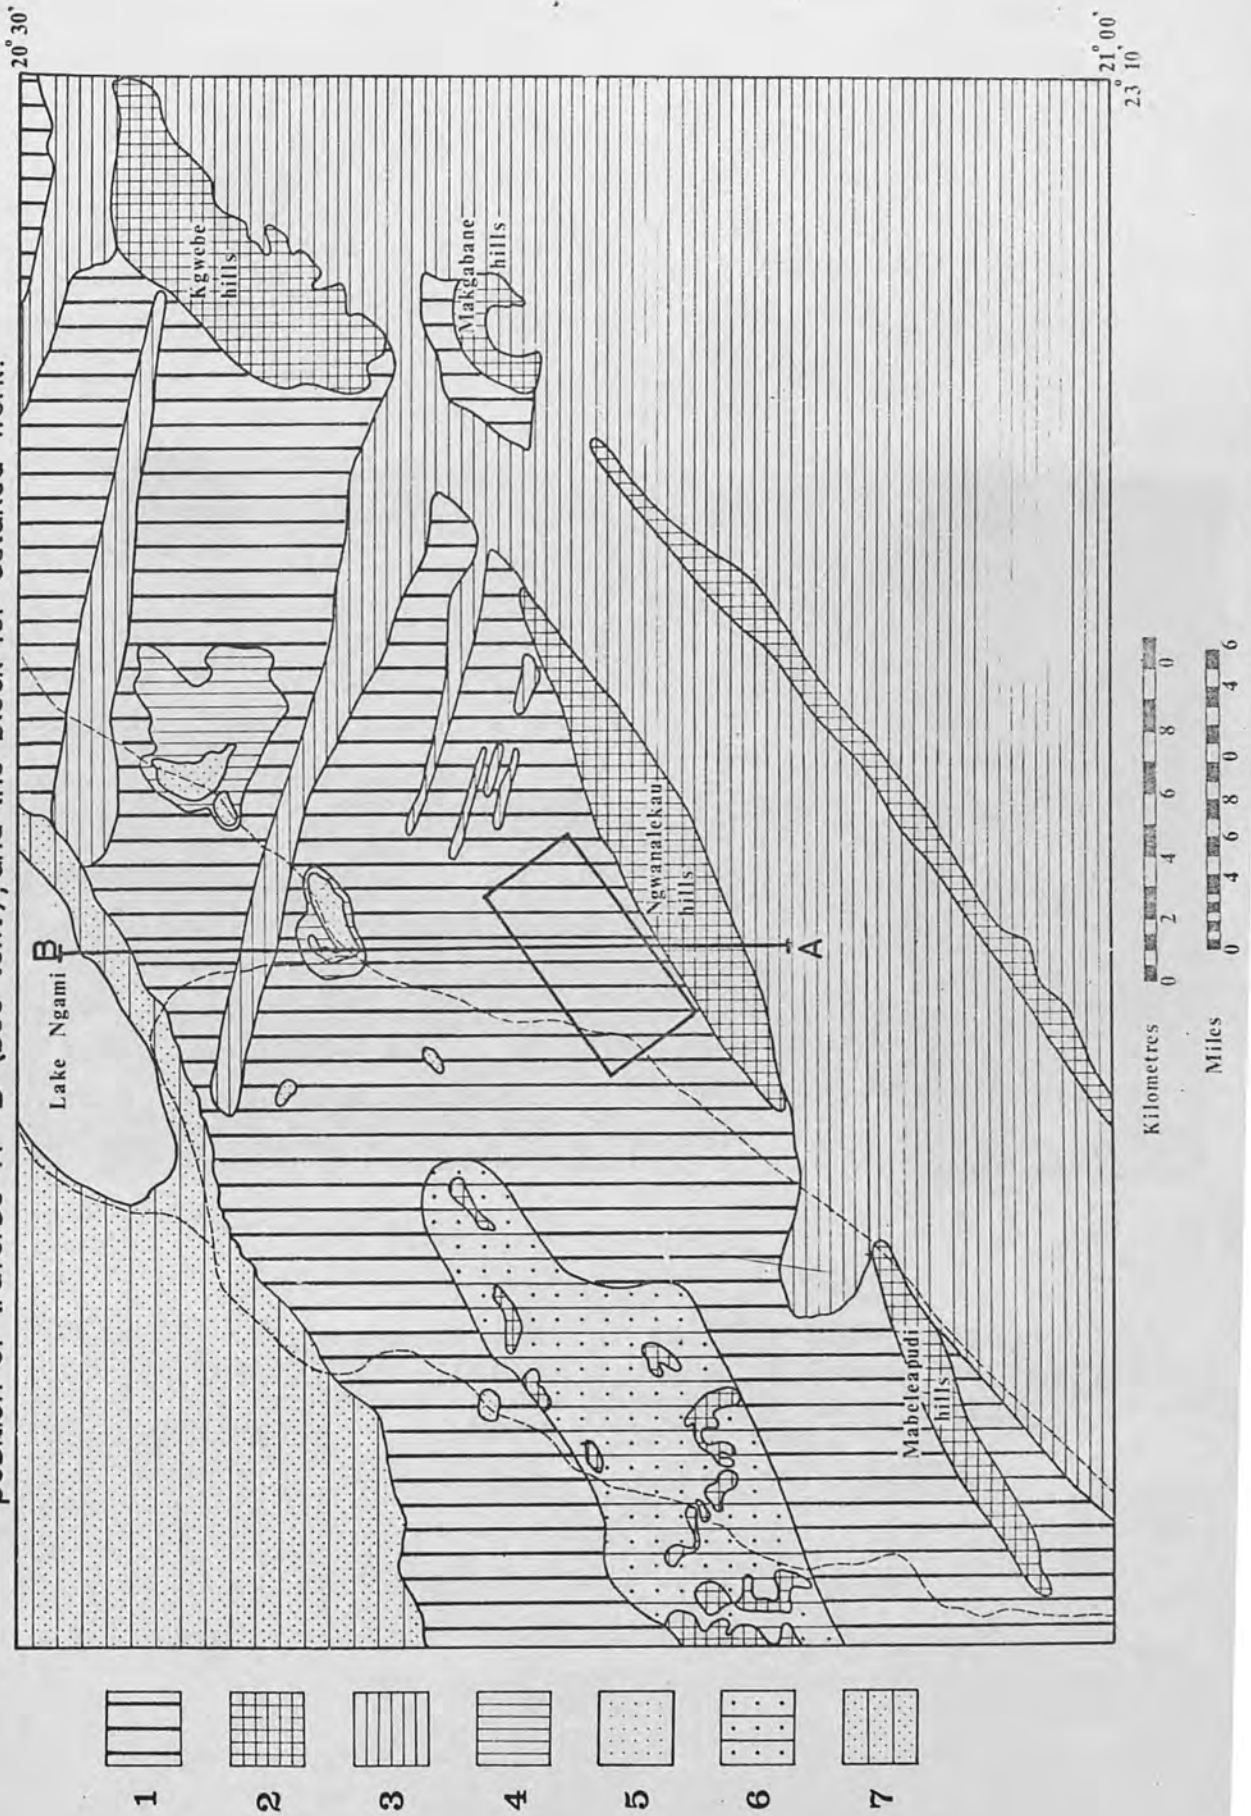 20° 30'
Kgwebe
hills
Makgabane
hills
Lake Ngami
B
Ngwanalekau
hills
A
Mabeleapudi
hills
21° 00'
23° 10'
Kilometres
0 2 4 6 8 0
Miles
0 4 6 8 0 4 6
1
2
3
4
5
6
7